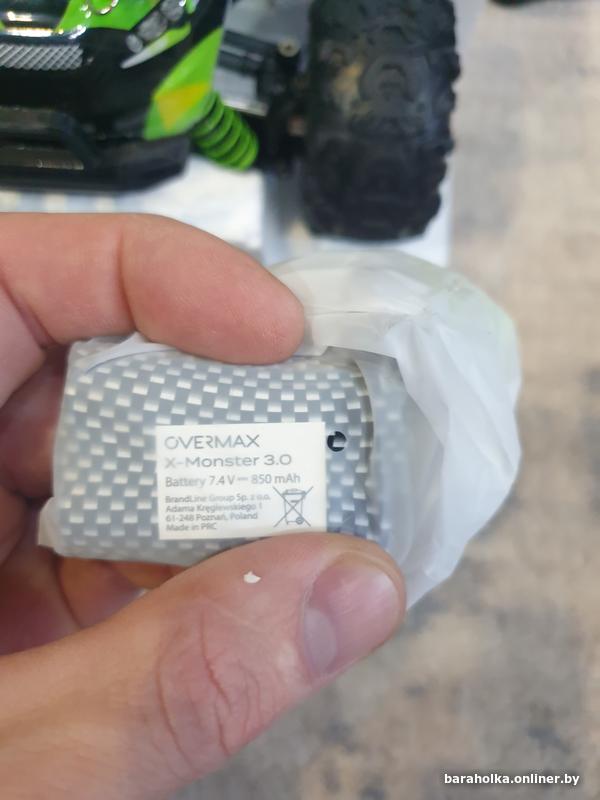 OVERMAX
X-Monster 3.0
Battery 7.4 V ⎓ 850 mAh
BrandLine Group Sp. z o.o.
Adama Kręglewskiego 1
61-248 Poznań, Poland
Made in PRC
baraholka.onliner.by